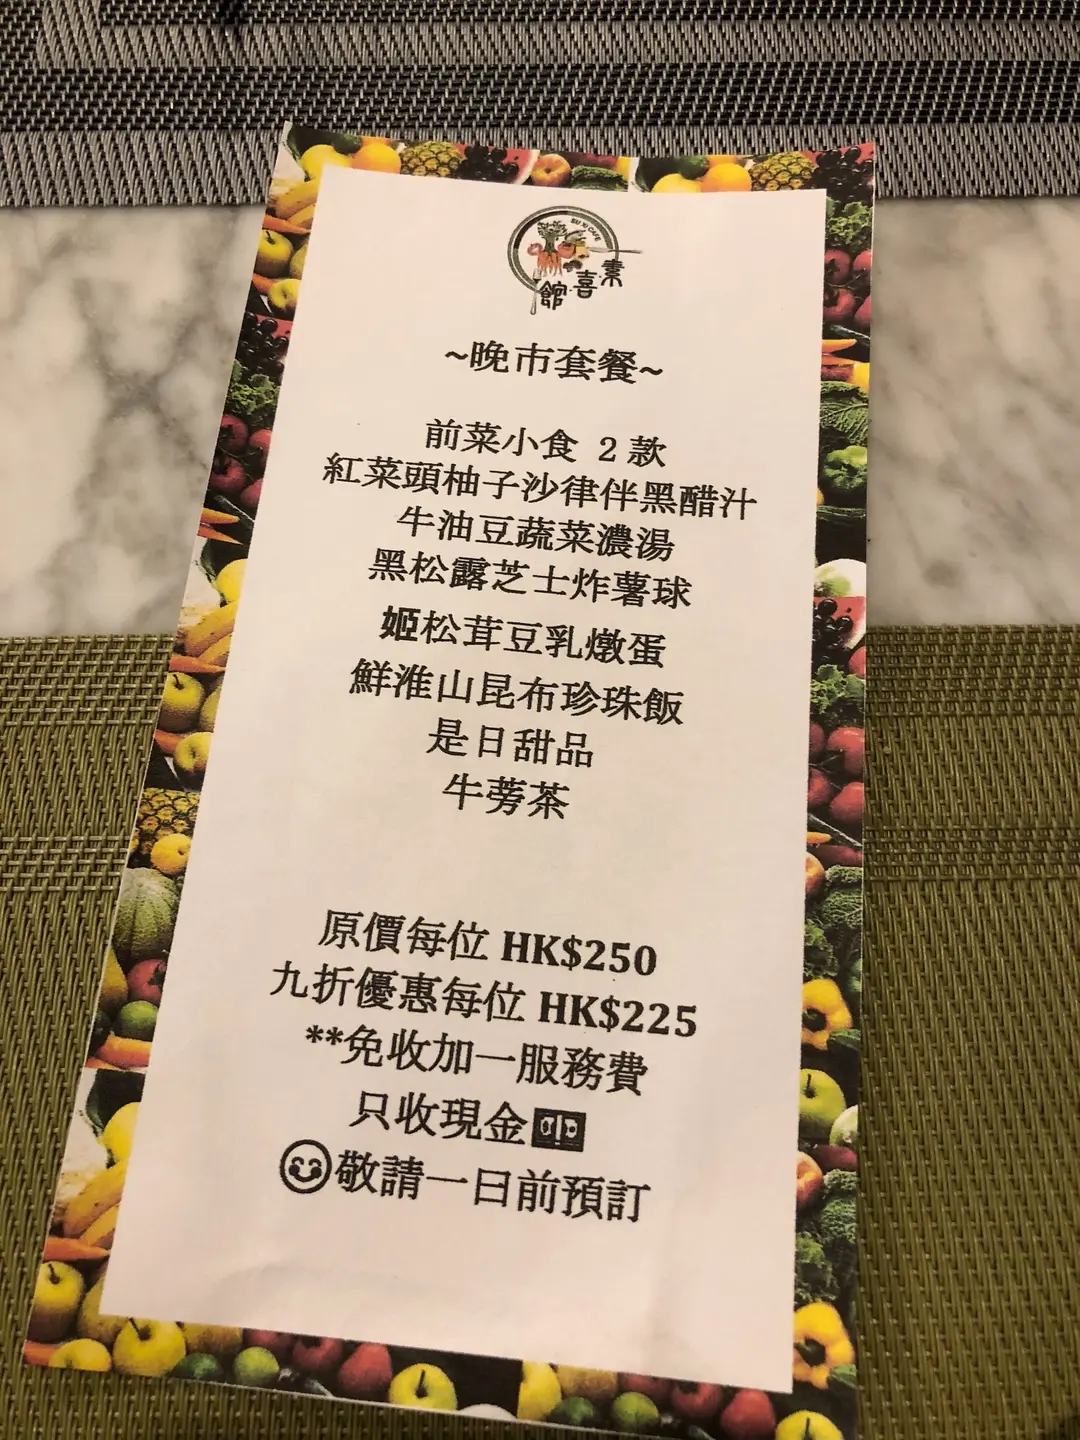 SU XI CAFE
素喜館
~晚市套餐~
前菜小食 2 款
紅菜頭柚子沙律伴黑醋汁
牛油豆蔬菜濃湯
黑松露芝士炸薯球
姬松茸豆乳燉蛋
鮮淮山昆布珍珠飯
是日甜品
牛蒡茶
原價每位 HK$250
九折優惠每位 HK$225
**免收加一服務費
只收現金
😊敬請一日前預訂